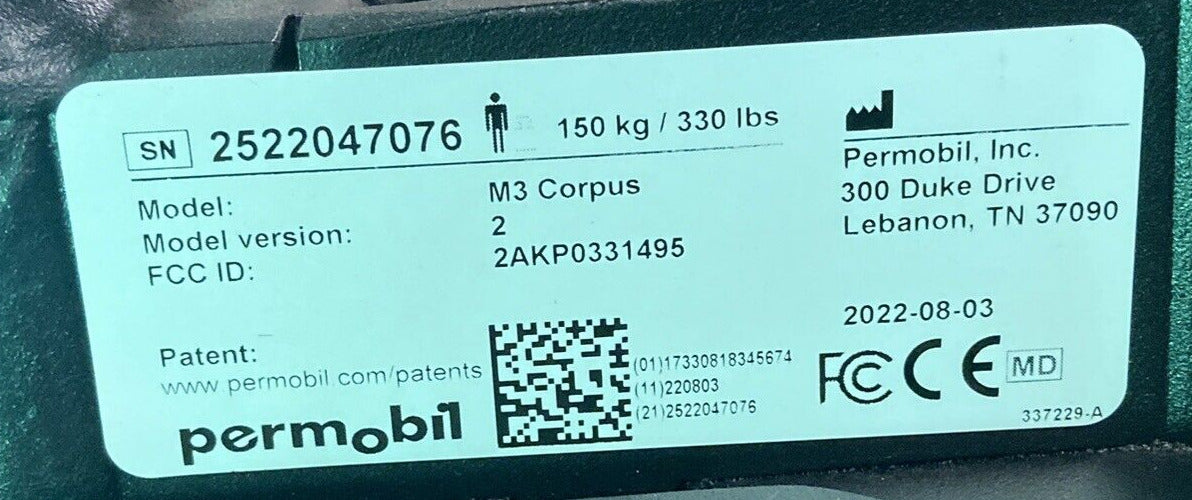 SN 2522047076 150 kg / 330 lbs
Model: M3 Corpus
Model version: 2
FCC ID: 2AKP0331495
Patent:
www.permobil.com/patents
permobil
(01)17330818345674
(11)220803
(21)2522047076
Permobil, Inc.
300 Duke Drive
Lebanon, TN 37090
2022-08-03
FCC CE MD
337229-A